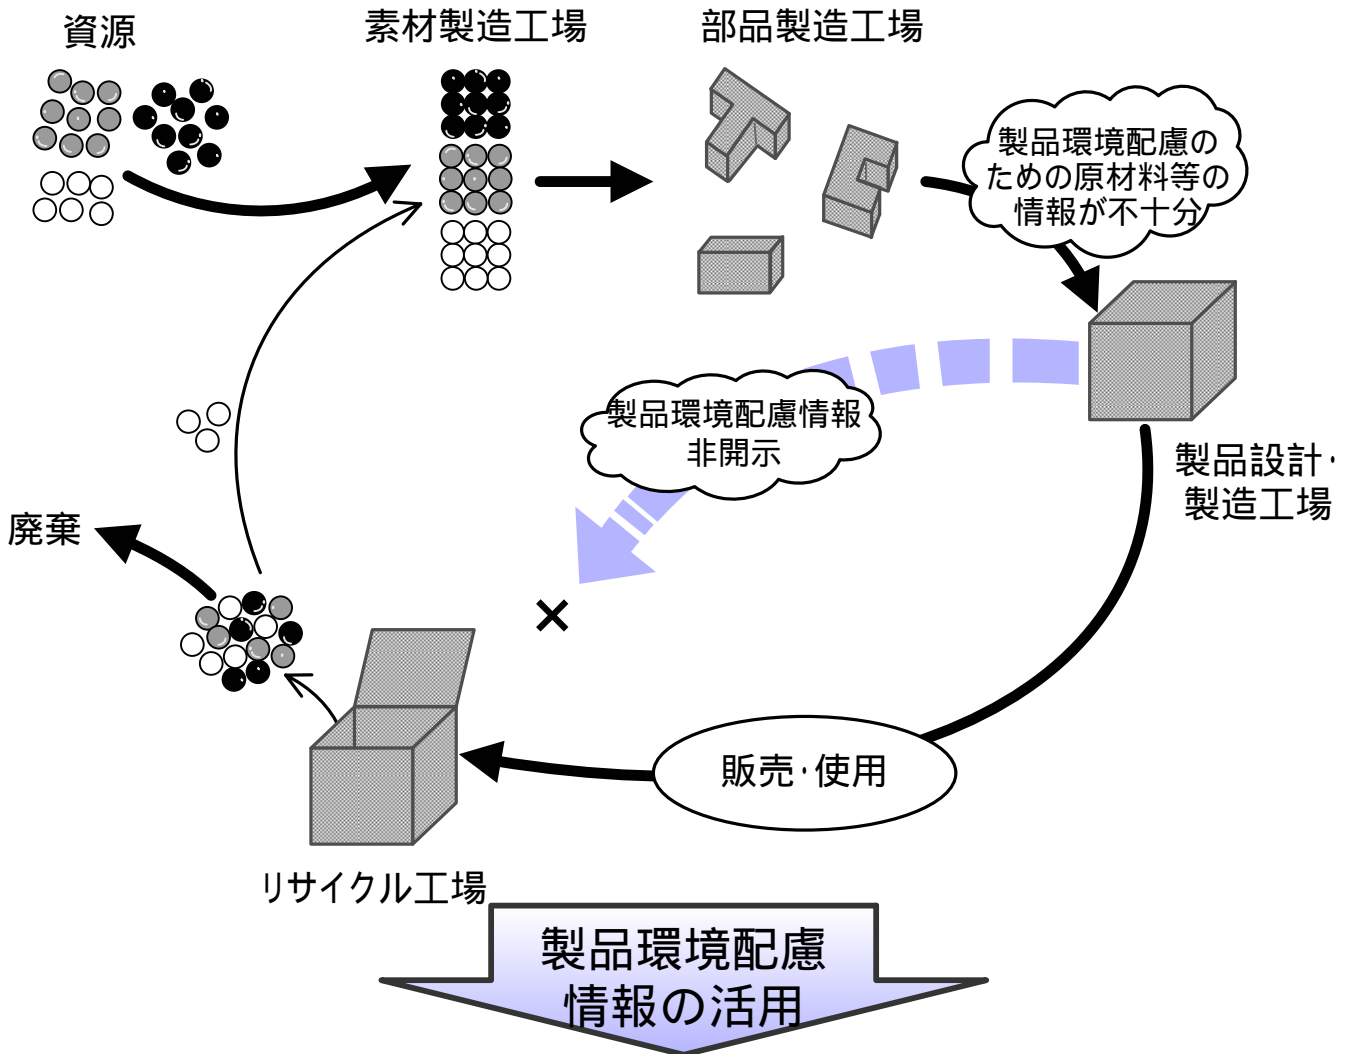 資源
素材製造工場
部品製造工場
製品環境配慮の
ための原材料等の
情報が不十分
製品環境配慮情報
非開示
製品設計・
製造工場
廃棄
×
販売・使用
リサイクル工場
製品環境配慮
情報の活用